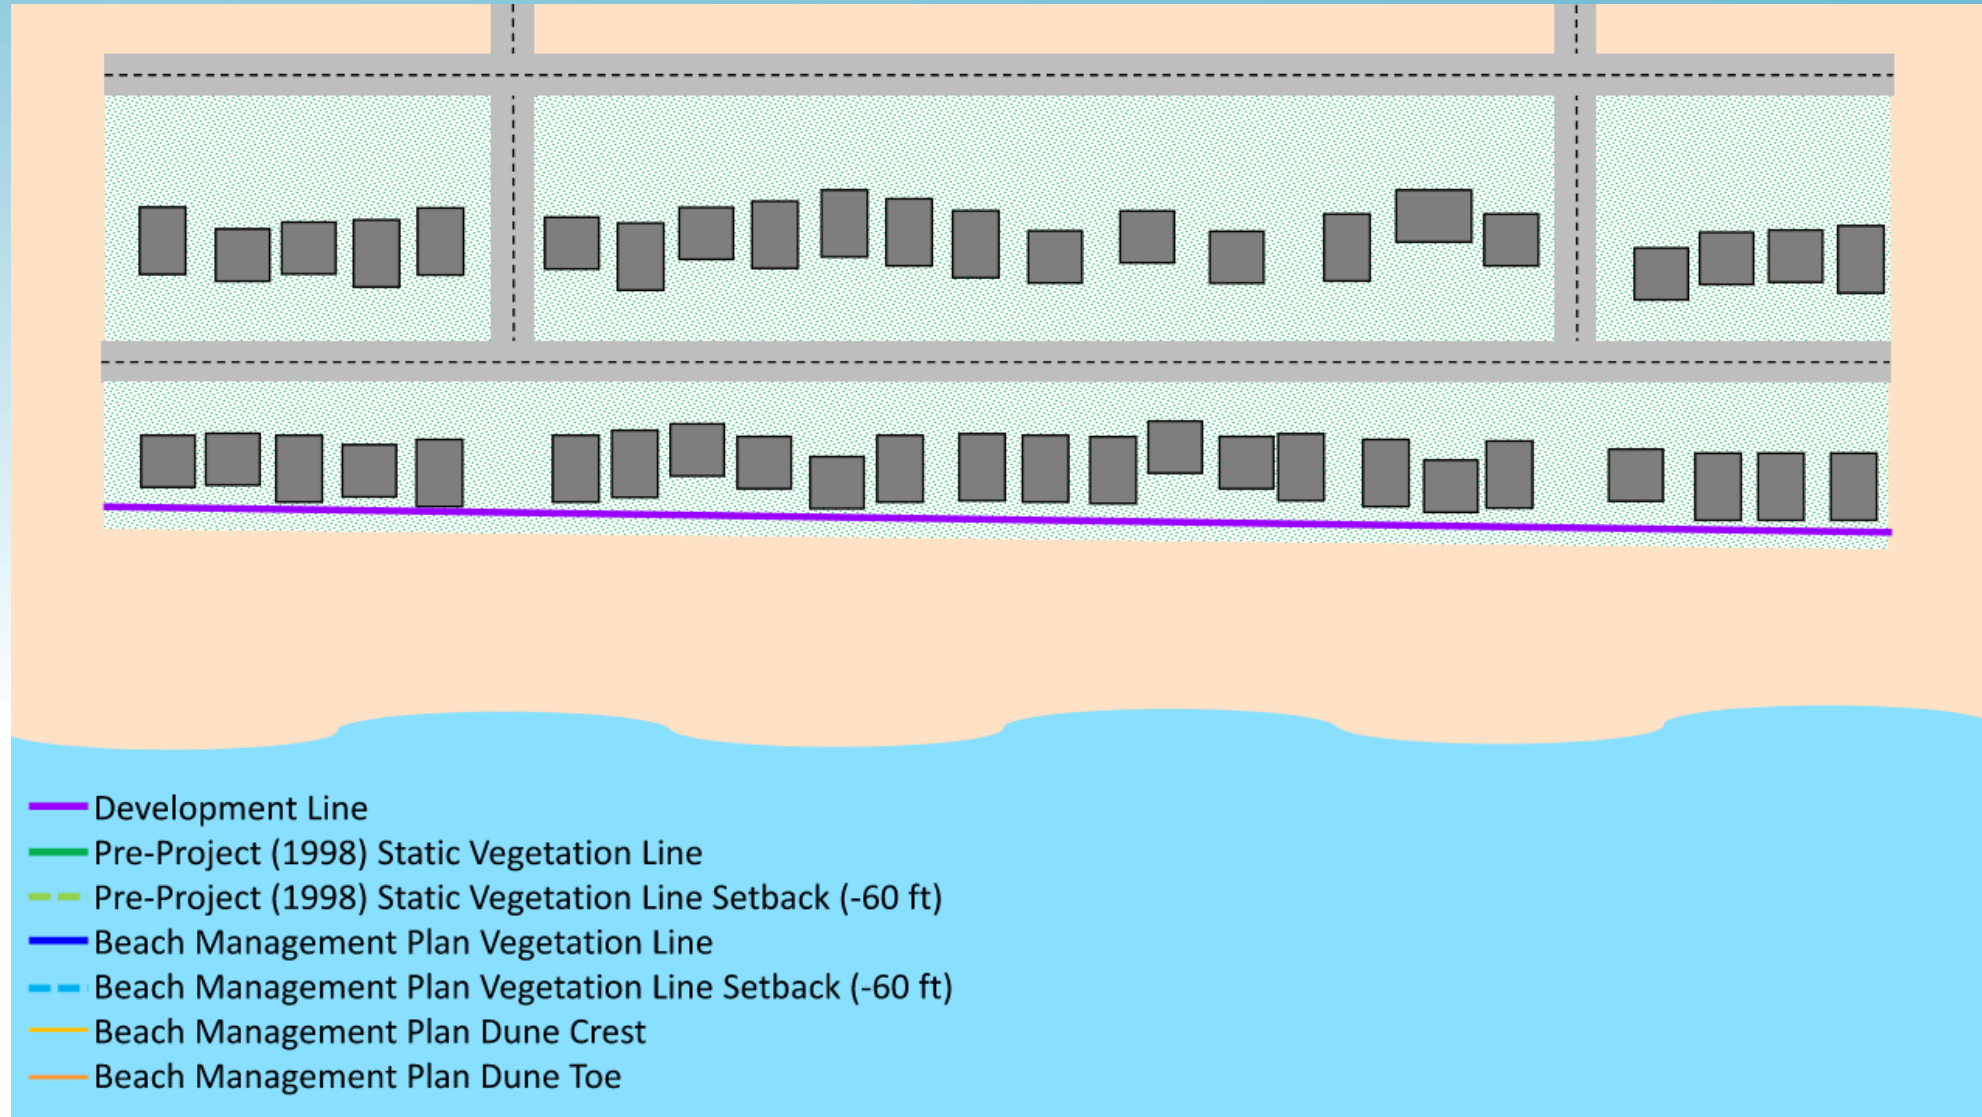 Development Line
Pre-Project (1998) Static Vegetation Line
Pre-Project (1998) Static Vegetation Line Setback (-60 ft)
Beach Management Plan Vegetation Line
Beach Management Plan Vegetation Line Setback (-60 ft)
Beach Management Plan Dune Crest
Beach Management Plan Dune Toe